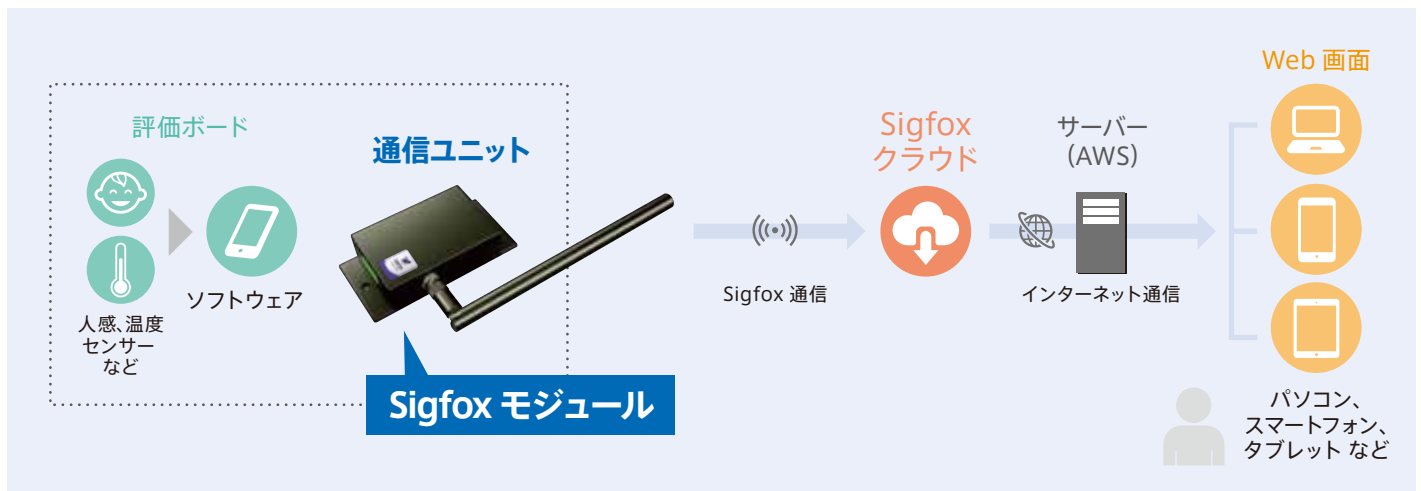 評価ボード
人感、温度
センサー
など
ソフトウェア
通信ユニット
Sigfox モジュール
Sigfox 通信
Sigfox
クラウド
サーバー
(AWS)
インターネット通信
Web 画面
パソコン、
スマートフォン、
タブレット など